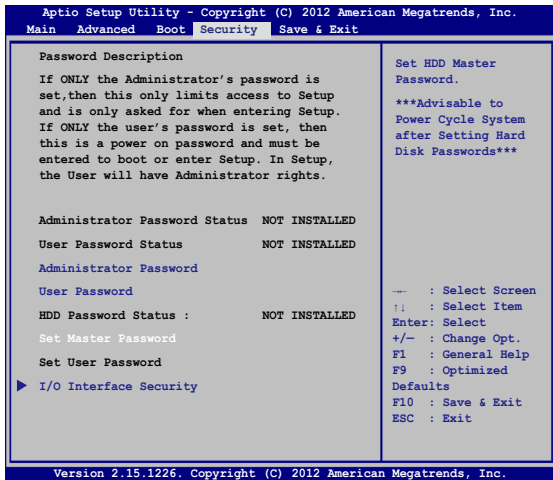 Aptio Setup Utility - Copyright (C) 2012 American Megatrends, Inc.
Main Advanced Boot Security Save & Exit
Password Description
If ONLY the Administrator's password is
set,then this only limits access to Setup
and is only asked for when entering Setup.
If ONLY the user's password is set, then
this is a power on password and must be
entered to boot or enter Setup. In Setup,
the User will have Administrator rights.
Administrator Password Status NOT INSTALLED
User Password Status NOT INSTALLED
Administrator Password
User Password
HDD Password Status : NOT INSTALLED
Set Master Password
Set User Password
I/O Interface Security
Set HDD Master
Password.
***Advisable to
Power Cycle System
after Setting Hard
Disk Passwords***
→← : Select Screen
↑↓ : Select Item
Enter: Select
+/— : Change Opt.
F1 : General Help
F9 : Optimized
Defaults
F10 : Save & Exit
ESC : Exit
Version 2.15.1226. Copyright (C) 2012 American Megatrends, Inc.